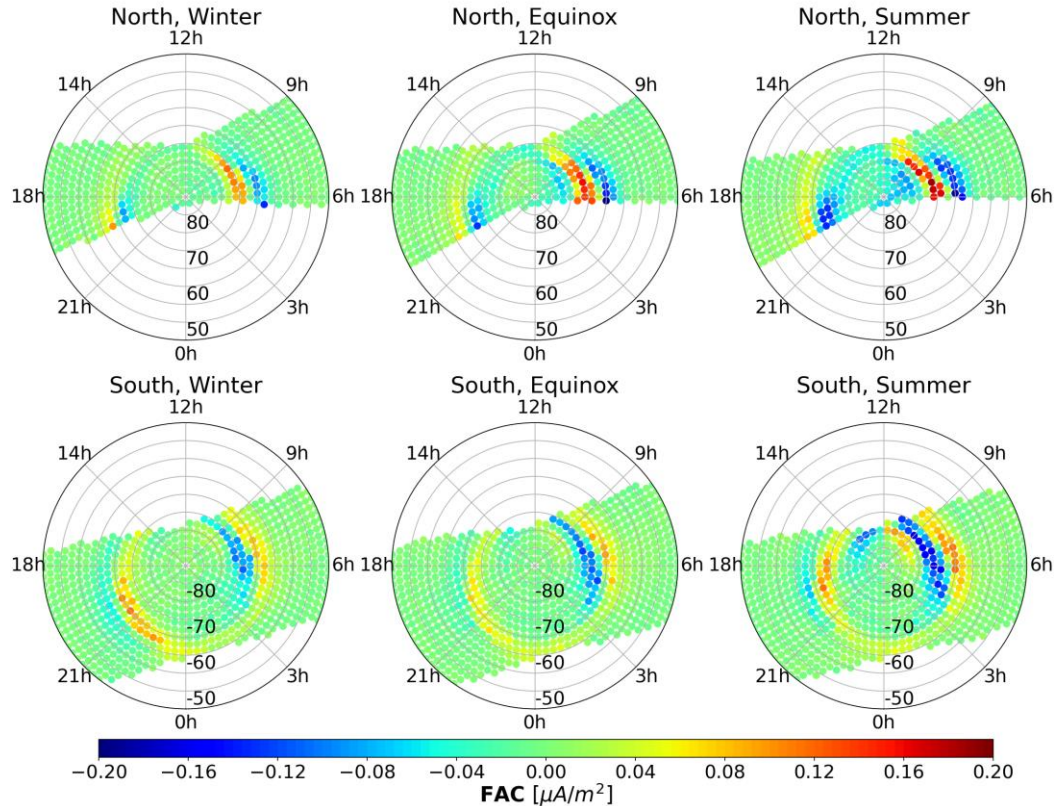 North, Winter
North, Equinox
North, Summer
12h
12h
12h
14h
9h
14h
9h
14h
9h
18h
6h
18h
6h
18h
6h
80
80
80
70
70
70
60
60
60
21h
3h
21h
3h
21h
3h
50
50
50
0h
0h
0h
South, Winter
South, Equinox
South, Summer
12h
12h
12h
14h
9h
14h
9h
14h
9h
18h
6h
18h
6h
18h
6h
-80
-80
-80
-70
-70
-70
-60
-60
-60
21h
3h
21h
3h
21h
3h
-50
-50
-50
0h
0h
0h
−0.20 −0.16 −0.12 −0.08 −0.04 0.00 0.04 0.08 0.12 0.16 0.20
FAC [μA/m²]